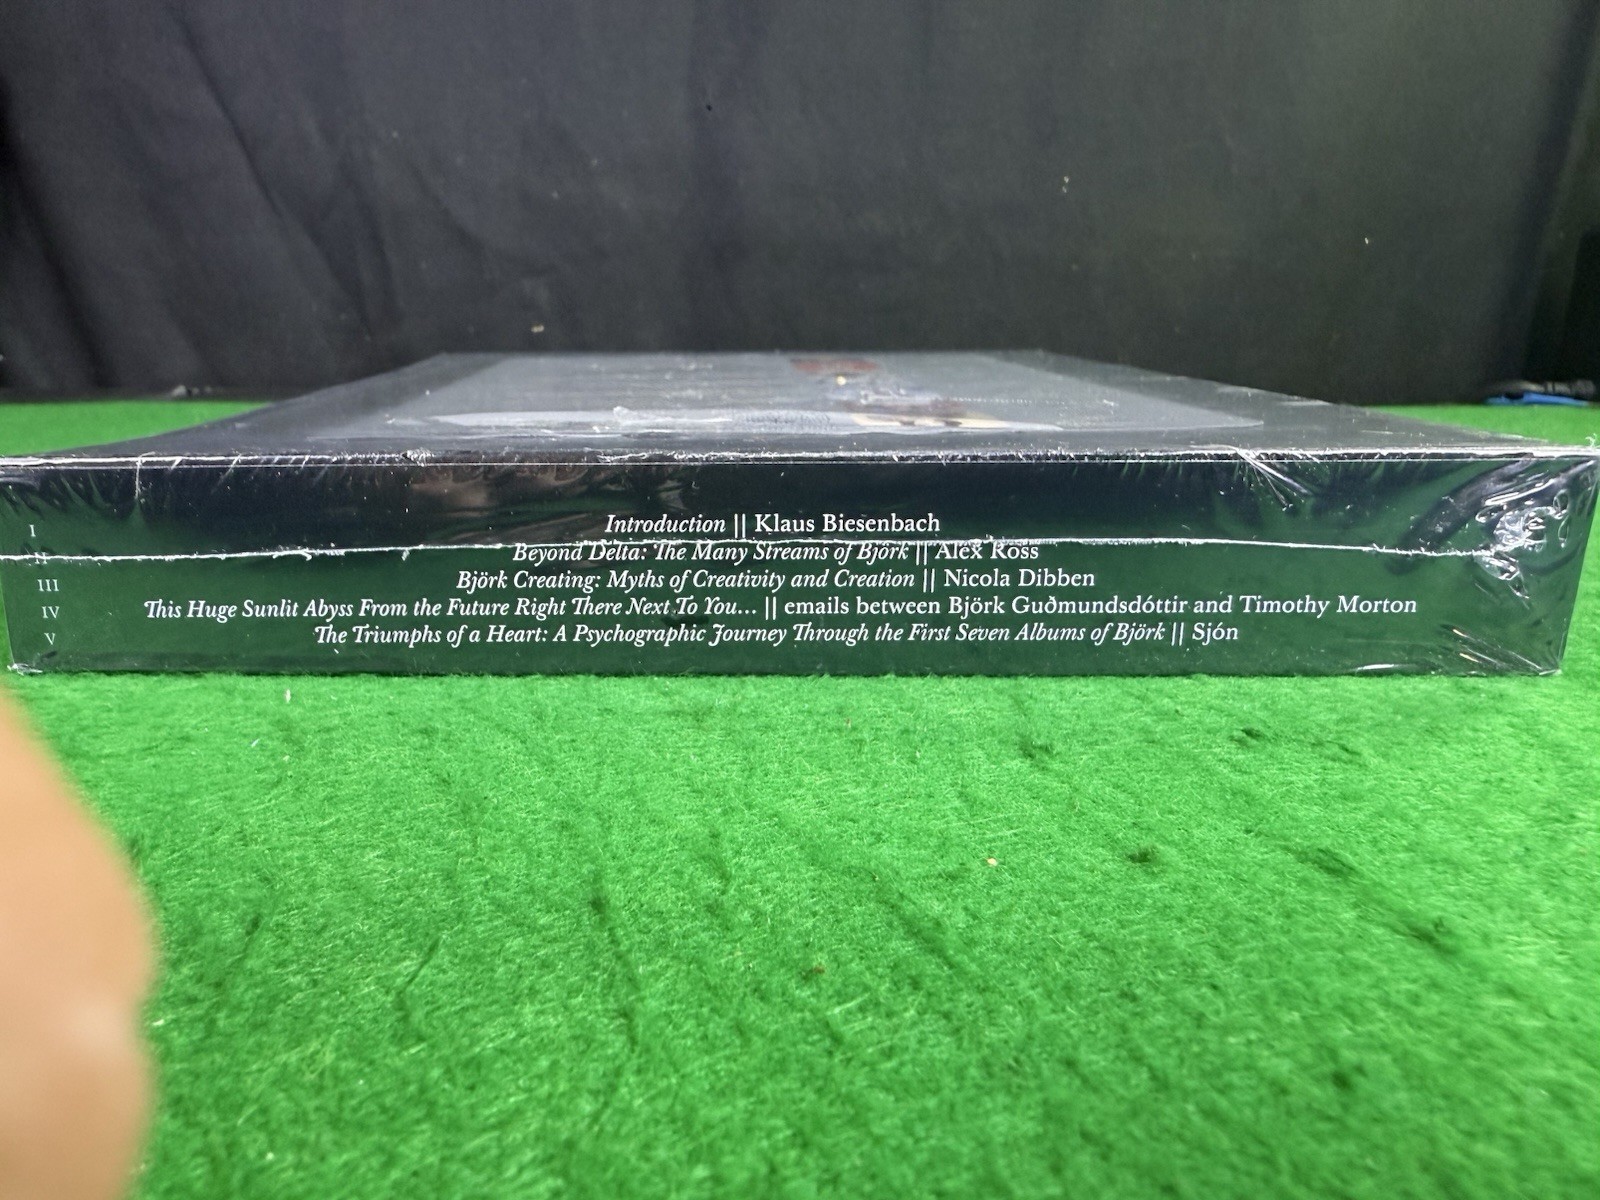 I Introduction || Klaus Biesenbach
II Beyond Delta: The Many Streams of Björk || Alex Ross
III Björk Creating: Myths of Creativity and Creation || Nicola Dibben
IV This Huge Sunlit Abyss From the Future Right There Next To You... || emails between Björk Guðmundsdóttir and Timothy Morton
V The Triumphs of a Heart: A Psychographic Journey Through the First Seven Albums of Björk || Sjón